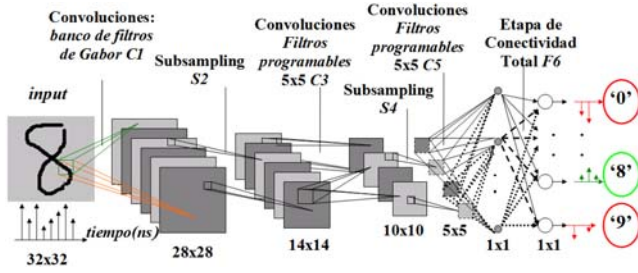 Convoluciones:
banco de filtros
de Gabor C1
Subsampling
S2
Convoluciones
Filtros
programables
5x5 C3
Convoluciones
Filtros
programables
5x5 C5
Subsampling
S4
Etapa de
Conectividad
Total F6
input
tiempo(ns)
32x32
28x28
14x14
10x10
5x5
1x1
1x1
‘0’
‘8’
‘9’